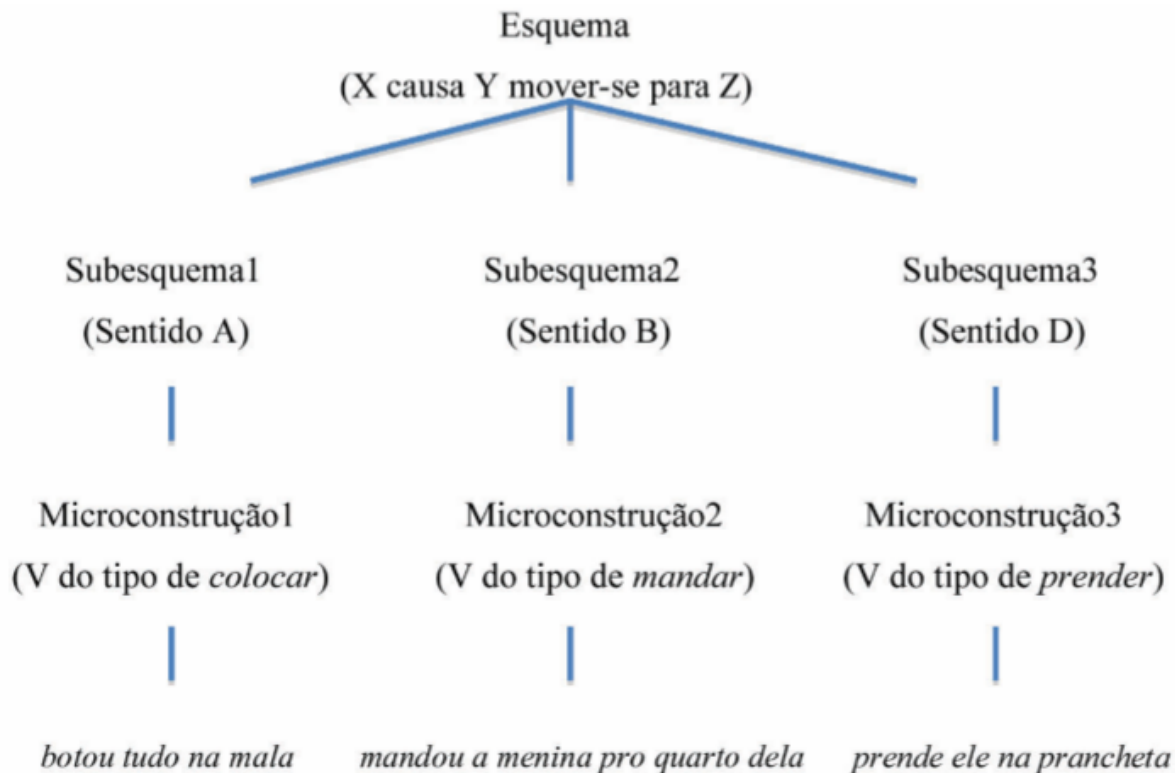 Esquema
(X causa Y mover-se para Z)
Subesquema1 Subesquema2 Subesquema3
(Sentido A) (Sentido B) (Sentido D)
Microconstrução1 Microconstrução2 Microconstrução3
(V do tipo de colocar) (V do tipo de mandar) (V do tipo de prender)
botou tudo na mala mandou a menina pro quarto dela prende ele na prancheta